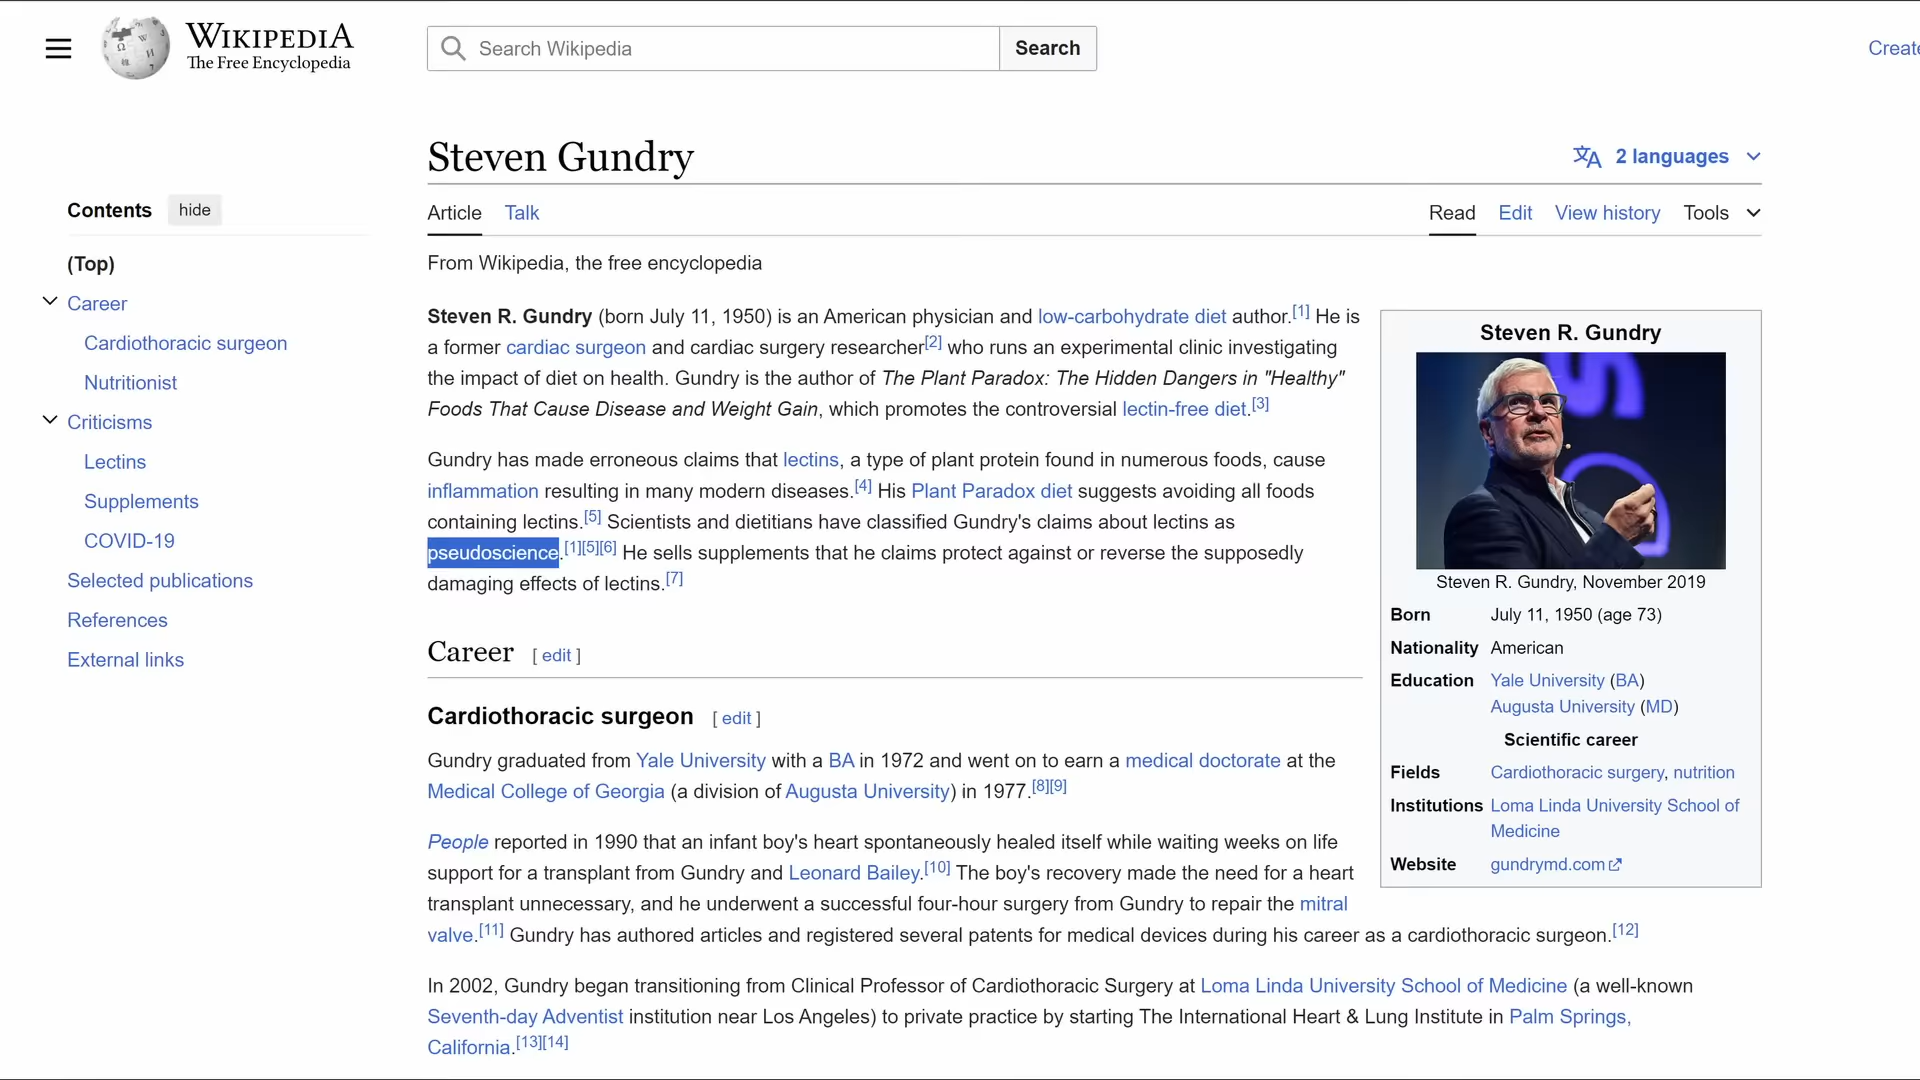 WIKIPEDIA
The Free Encyclopedia
Search Wikipedia
Search
Create
Steven Gundry
2 languages
Contents hide
(Top)
Career
Cardiothoracic surgeon
Nutritionist
Criticisms
Lectins
Supplements
COVID-19
Selected publications
References
External links
Article Talk
Read Edit View history Tools
From Wikipedia, the free encyclopedia
Steven R. Gundry (born July 11, 1950) is an American physician and low-carbohydrate diet author.[1] He is
a former cardiac surgeon and cardiac surgery researcher[2] who runs an experimental clinic investigating
the impact of diet on health. Gundry is the author of The Plant Paradox: The Hidden Dangers in "Healthy"
Foods That Cause Disease and Weight Gain, which promotes the controversial lectin-free diet.[3]
Gundry has made erroneous claims that lectins, a type of plant protein found in numerous foods, cause
inflammation resulting in many modern diseases.[4] His Plant Paradox diet suggests avoiding all foods
containing lectins.[5] Scientists and dietitians have classified Gundry's claims about lectins as
pseudoscience.[1][5][6] He sells supplements that he claims protect against or reverse the supposedly
damaging effects of lectins.[7]
Steven R. Gundry
Steven R. Gundry, November 2019
Born July 11, 1950 (age 73)
Nationality American
Education Yale University (BA)
Augusta University (MD)
Scientific career
Fields Cardiothoracic surgery, nutrition
Institutions Loma Linda University School of
Medicine
Website gundrymd.com
Career [ edit ]
Cardiothoracic surgeon [ edit ]
Gundry graduated from Yale University with a BA in 1972 and went on to earn a medical doctorate at the
Medical College of Georgia (a division of Augusta University) in 1977.[8][9]
People reported in 1990 that an infant boy's heart spontaneously healed itself while waiting weeks on life
support for a transplant from Gundry and Leonard Bailey.[10] The boy's recovery made the need for a heart
transplant unnecessary, and he underwent a successful four-hour surgery from Gundry to repair the mitral
valve.[11] Gundry has authored articles and registered several patents for medical devices during his career as a cardiothoracic surgeon.[12]
In 2002, Gundry began transitioning from Clinical Professor of Cardiothoracic Surgery at Loma Linda University School of Medicine (a well-known
Seventh-day Adventist institution near Los Angeles) to private practice by starting The International Heart & Lung Institute in Palm Springs,
California.[13][14]